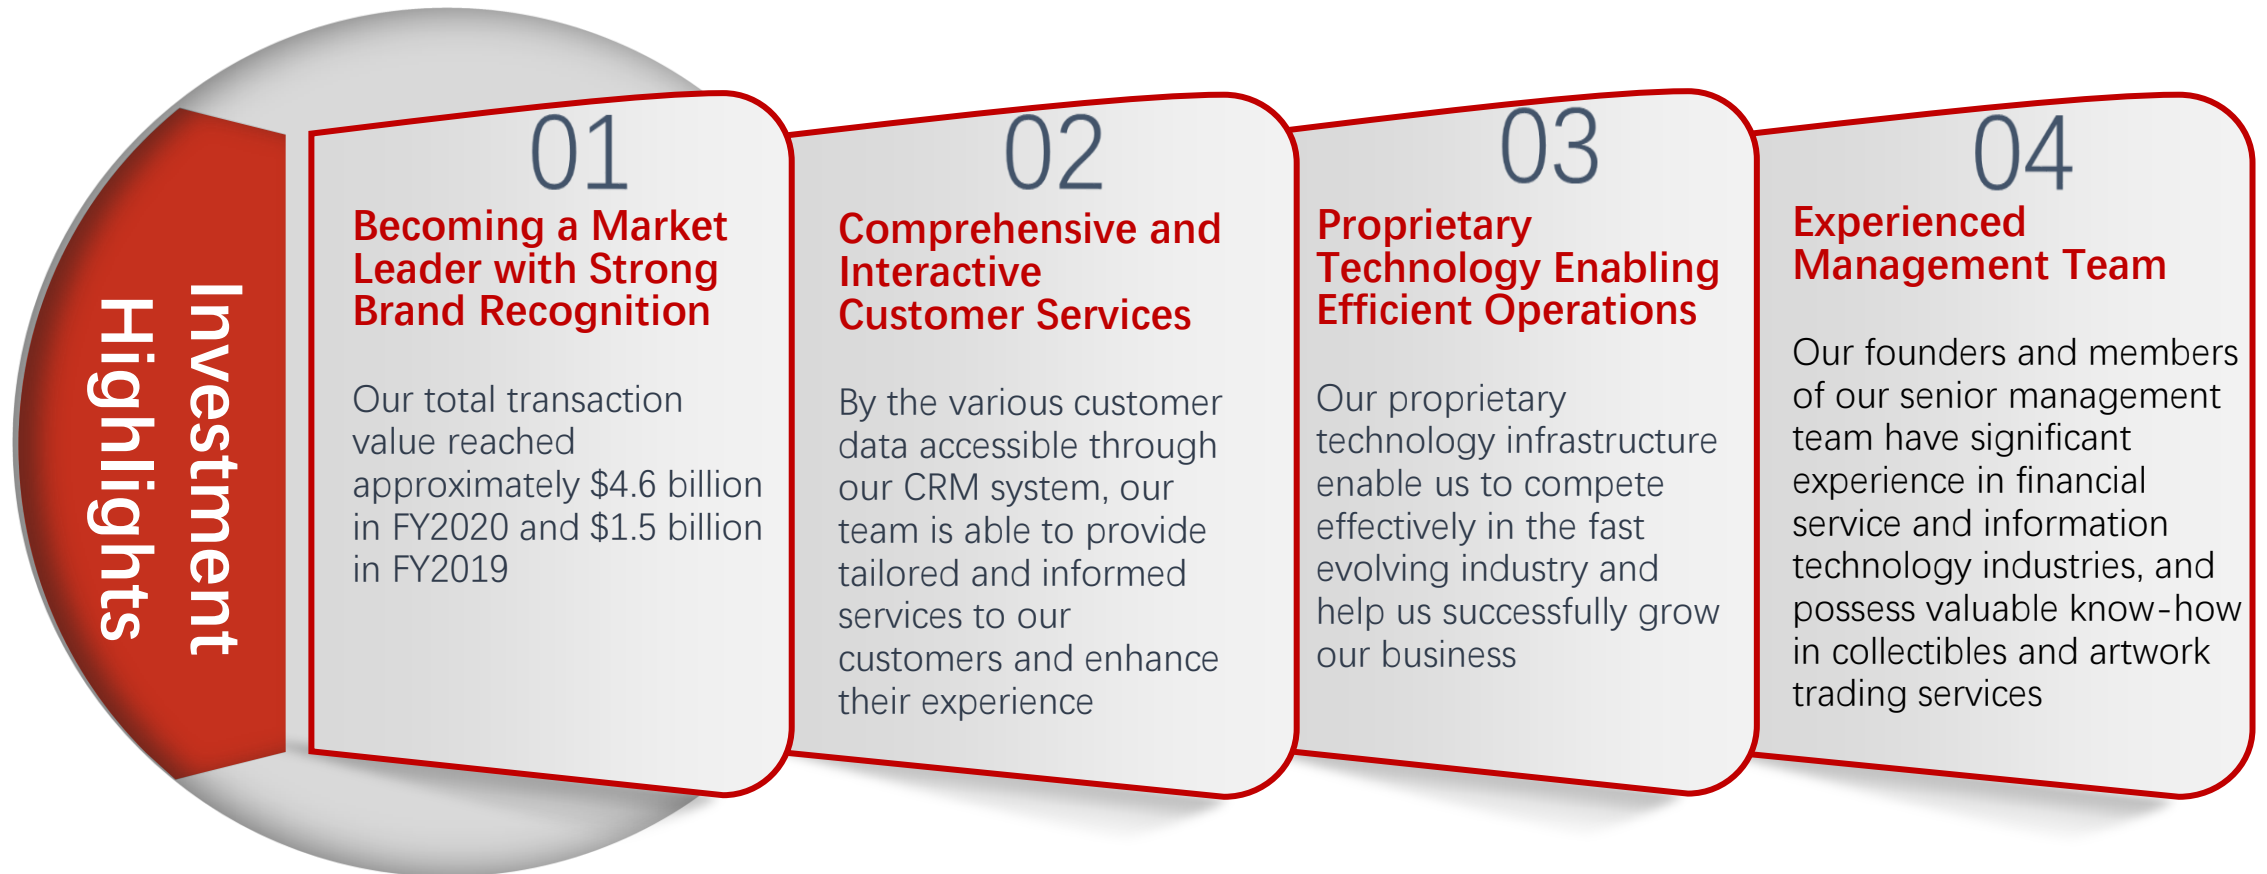 Investment
Highlights
01
Becoming a Market
Leader with Strong
Brand Recognition
Our total transaction
value reached
approximately $4.6 billion
in FY2020 and $1.5 billion
in FY2019
02
Comprehensive and
Interactive
Customer Services
By the various customer
data accessible through
our CRM system, our
team is able to provide
tailored and informed
services to our
customers and enhance
their experience
03
Proprietary
Technology Enabling
Efficient Operations
Our proprietary
technology infrastructure
enable us to compete
effectively in the fast
evolving industry and
help us successfully grow
our business
04
Experienced
Management Team
Our founders and members
of our senior management
team have significant
experience in financial
service and information
technology industries, and
possess valuable know-how
in collectibles and artwork
trading services